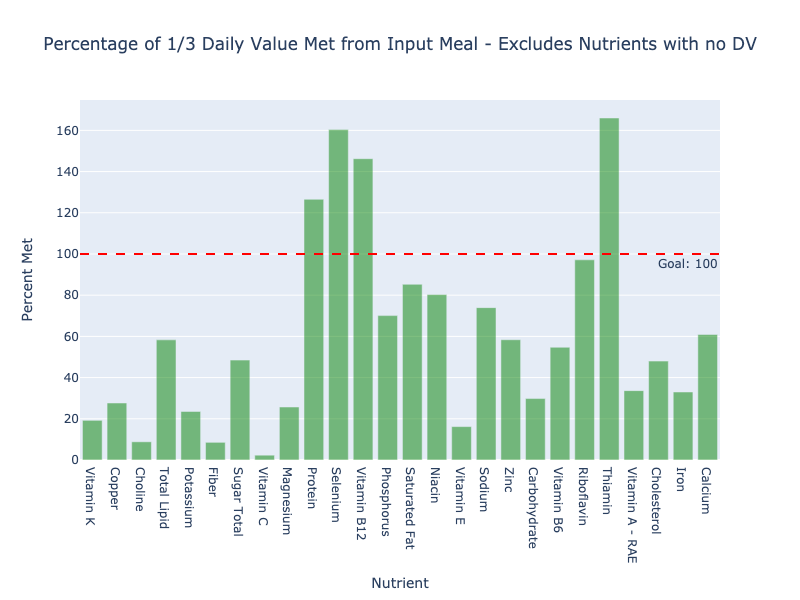 Percentage of 1/3 Daily Value Met from Input Meal - Excludes Nutrients with no DV
Percent Met
160
140
120
100
80
60
40
20
0
Goal: 100
Vitamin K
Copper
Choline
Total Lipid
Potassium
Fiber
Sugar Total
Vitamin C
Magnesium
Protein
Selenium
Vitamin B12
Phosphorus
Saturated Fat
Niacin
Vitamin E
Sodium
Zinc
Carbohydrate
Vitamin B6
Riboflavin
Thiamin
Vitamin A - RAE
Cholesterol
Iron
Calcium
Nutrient